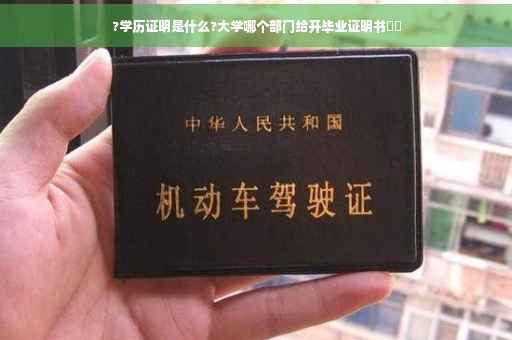 ?学历证明是什么?大学哪个部门给开毕业证明书
中华人民共和国
机动车驾驶证